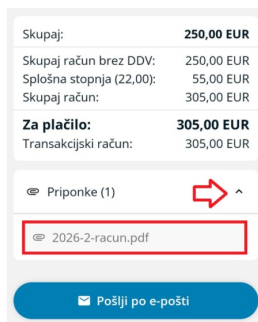 Skupaj: 250,00 EUR
Skupaj račun brez DDV: 250,00 EUR
Splošna stopnja (22,00): 55,00 EUR
Skupaj račun: 305,00 EUR
Za plačilo: 305,00 EUR
Transakcijski račun: 305,00 EUR
Priponke (1)
2026-2-racun.pdf
Pošlji po e-pošti